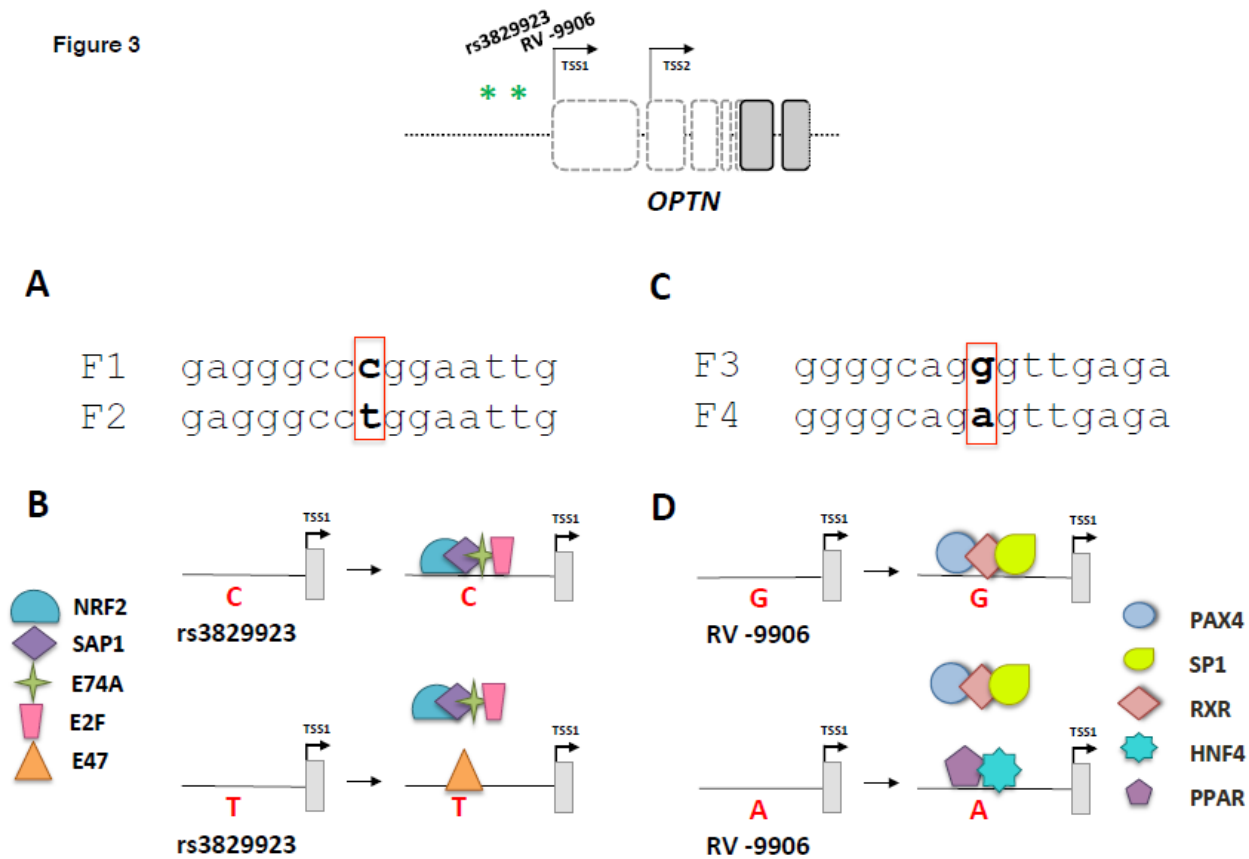 Figure 3
rs3829923
RV -9906
TSS1
TSS2
* *
OPTN
A
F1 gagggcccggaattg
F2 gagggcctggaattg
C
F3 ggggcagggttgaga
F4 ggggcagagttgaga
B
NRF2
SAP1
E74A
E2F
E47
TSS1
C
rs3829923
TSS1
C
TSS1
T
rs3829923
TSS1
T
D
TSS1
G
RV -9906
TSS1
G
TSS1
A
RV -9906
TSS1
A
PAX4
SP1
RXR
HNF4
PPAR